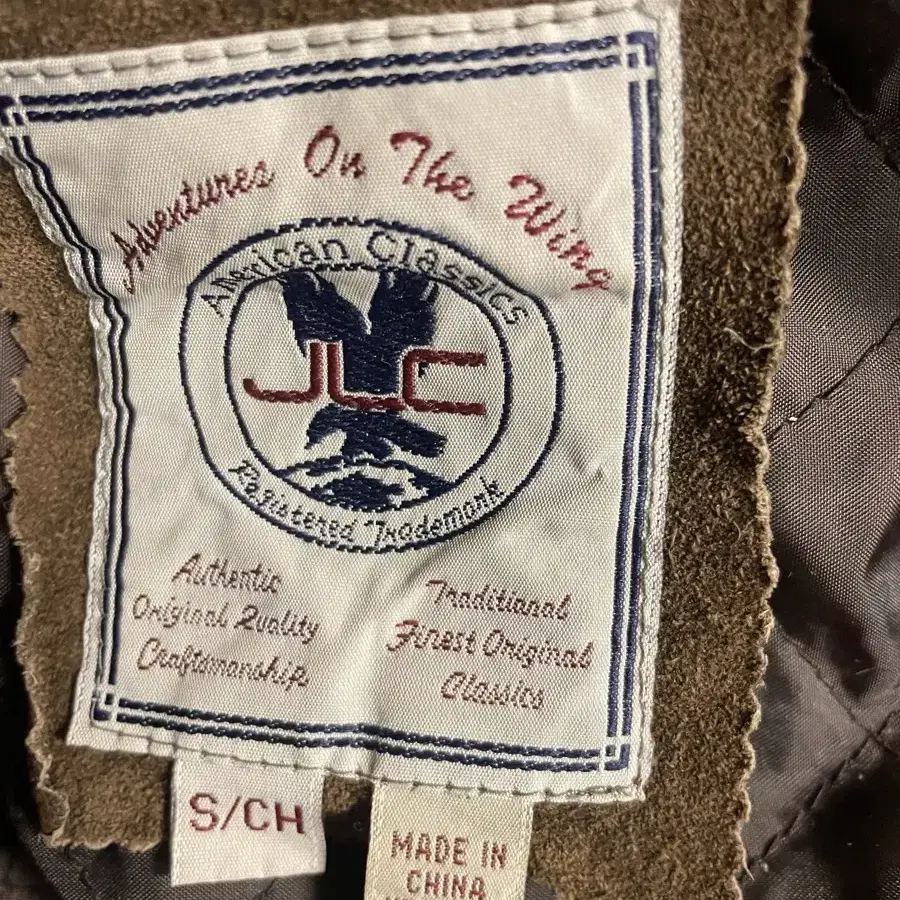 Adventures On The Wing
AMrican Classics
JLC
Registered Trademark
Authentic
Original Quality
Craftsmanship
Traditional
Finest Original
Classics
S/CH
MADE IN
CHINA